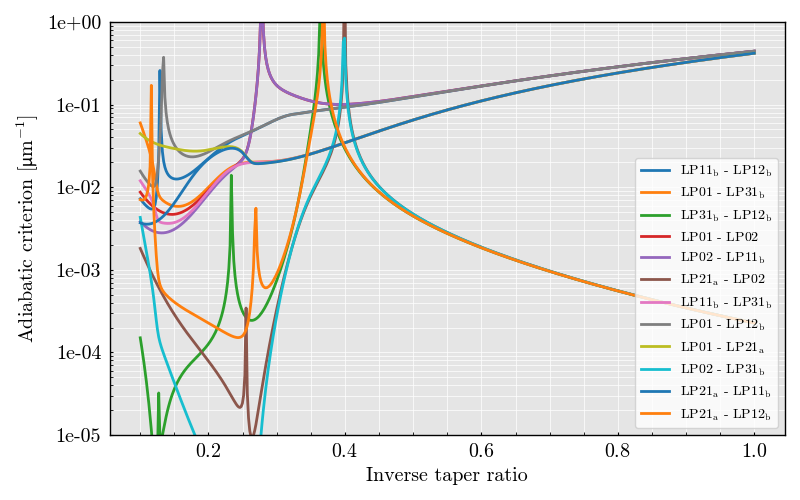 1e+00
1e-01
1e-02
1e-03
1e-04
1e-05
Adiabatic criterion [μm⁻¹]
LP11b - LP12b
LP01 - LP31b
LP31b - LP12b
LP01 - LP02
LP02 - LP11b
LP21a - LP02
LP11b - LP31b
LP01 - LP12b
LP01 - LP21a
LP02 - LP31b
LP21a - LP11b
LP21a - LP12b
0.2 0.4 0.6 0.8 1.0
Inverse taper ratio